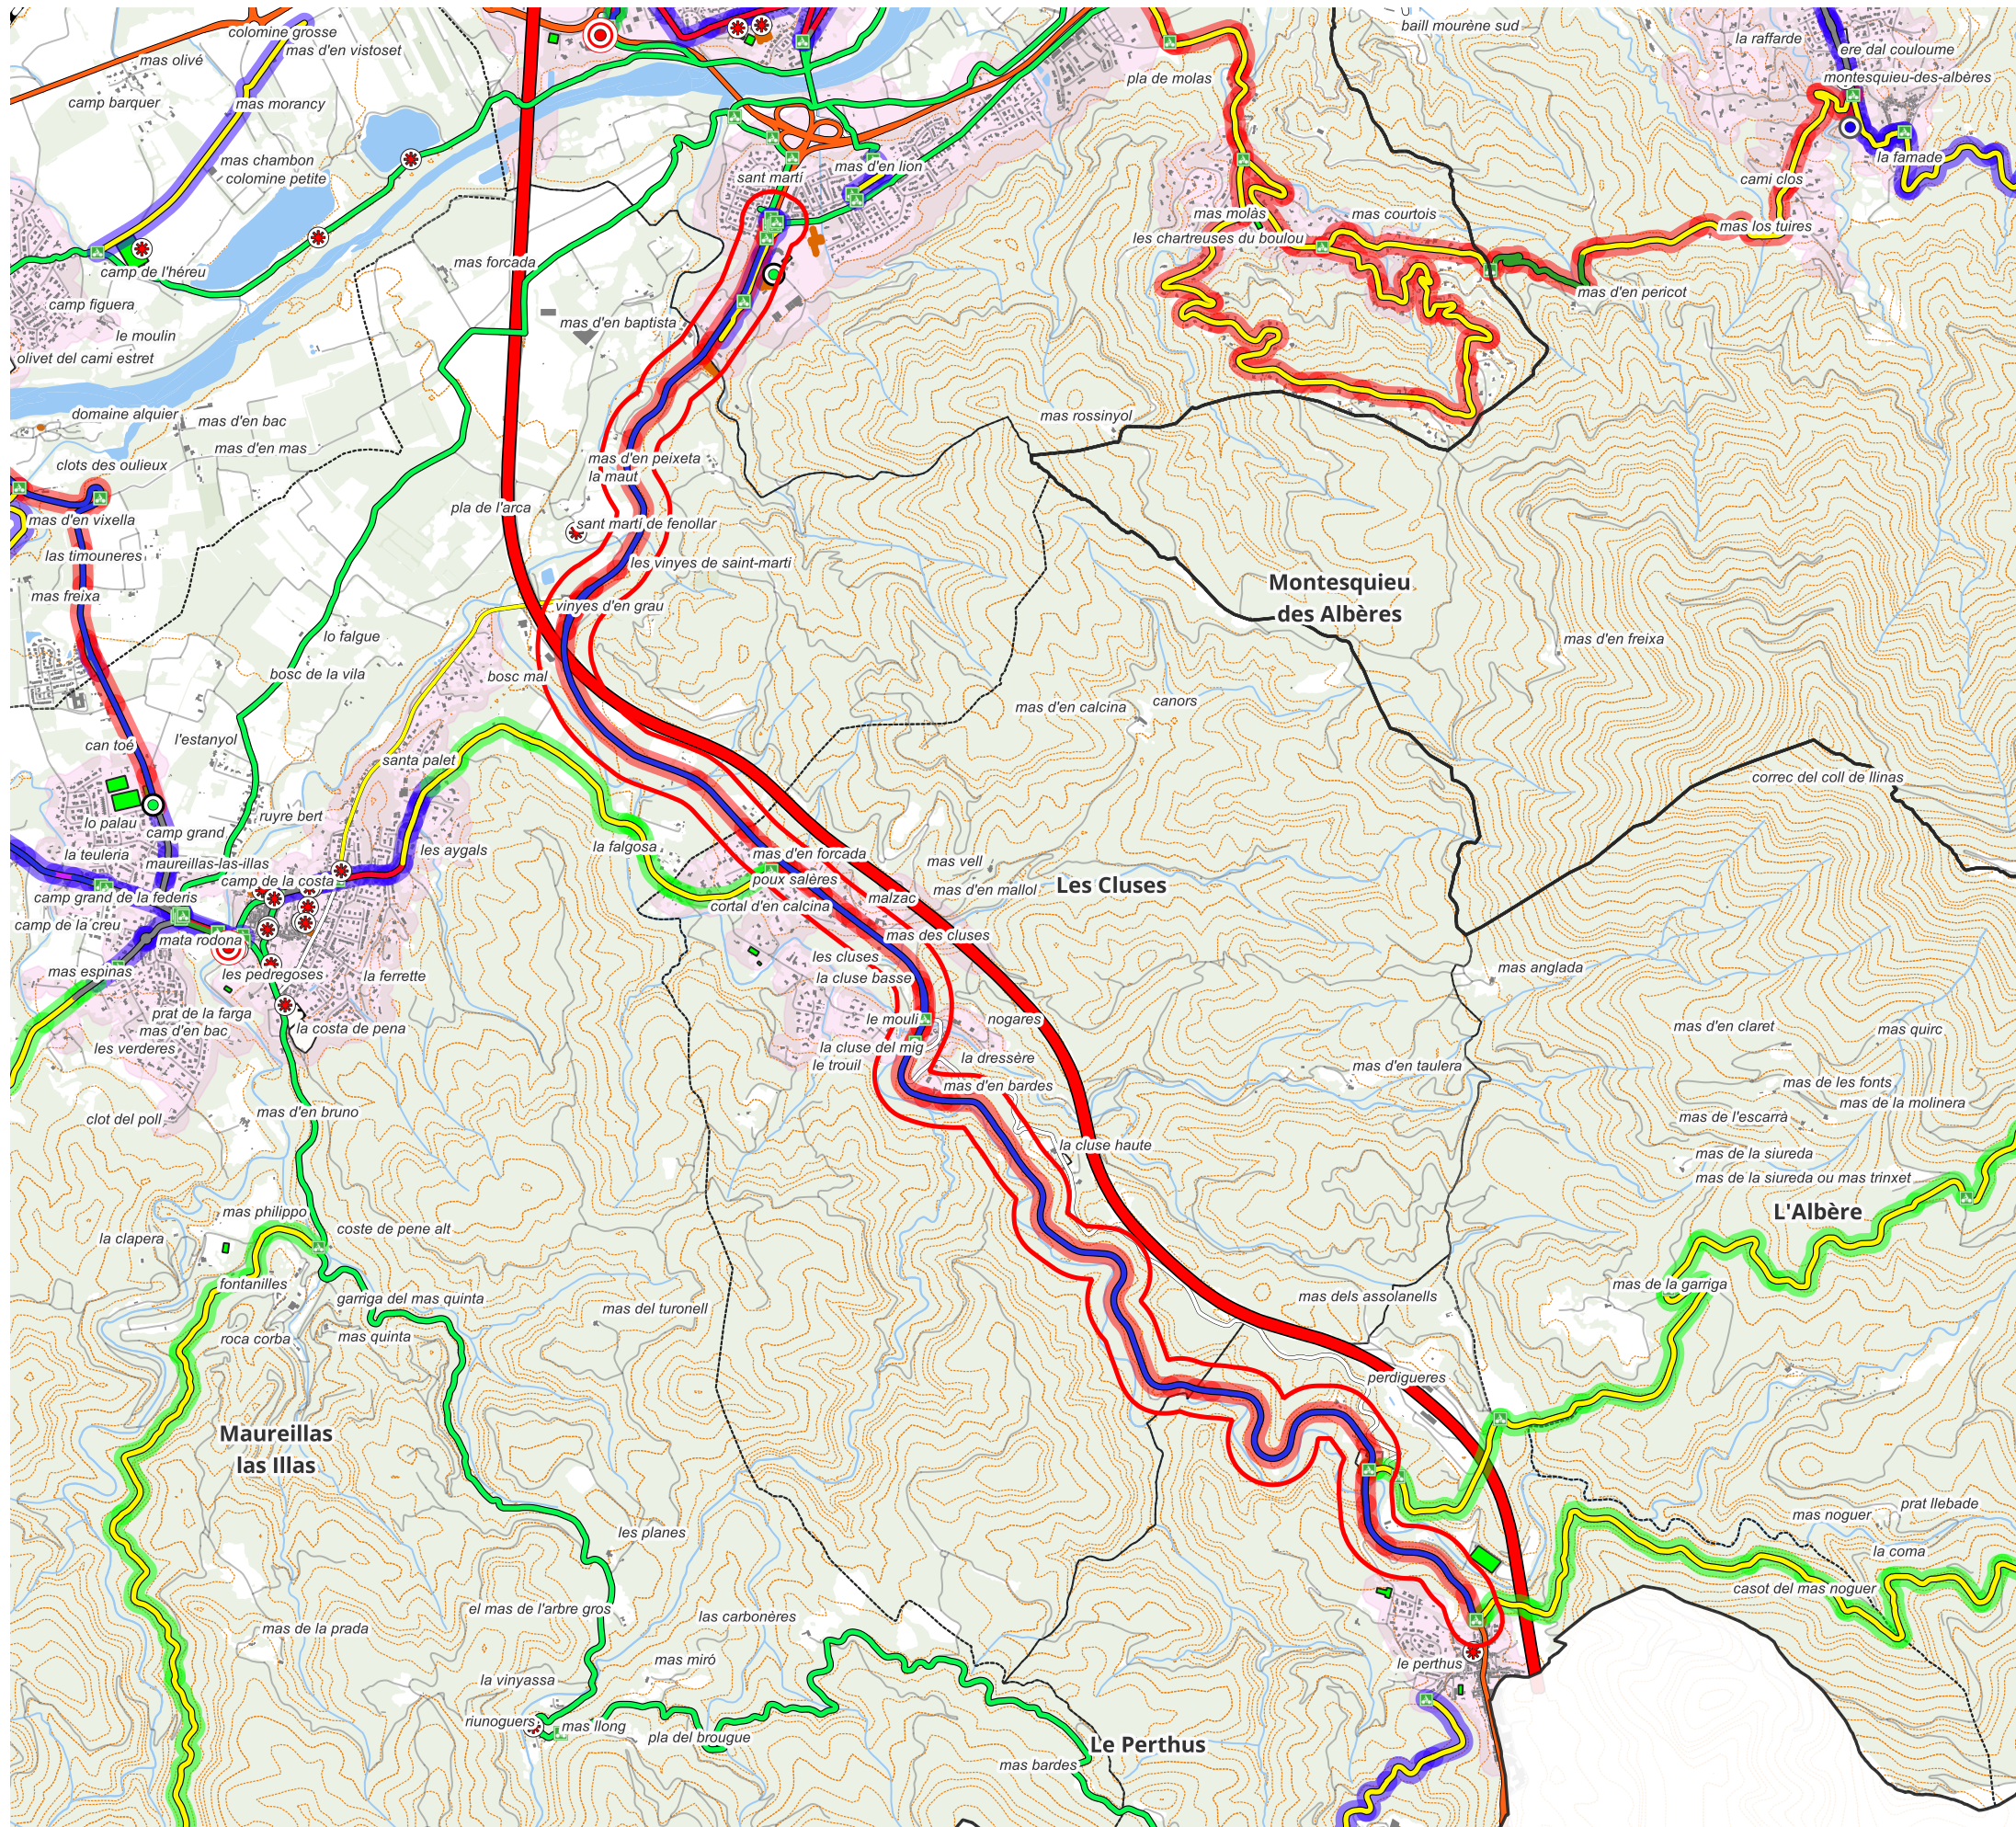 colomine grosse
mas d'en vistoset
mas olivé
camp barquer
mas morancy
baill mourène sud
la raffarde
ere dal couloume
montesquieu-des-albères
pla de molas
mas chambon
colomine petite
sant martí
mas d'en lion
la famade
cami clos
mas molàs
mas courtois
les chartreuses du boulou
mas los tuires
mas forcada
camp de l'héreu
camp figuera
mas d'en pericot
le moulin
mas d'en baptista
olivet del cami estret
domaine alquier
mas d'en bac
mas d'en mas
mas rossinyol
clots des oulieux
mas d'en peixeta
la maut
pla de l'arca
mas d'en vixella
sant martí de fenollar
las timouneres
les vinyes de saint-marti
mas freixa
vinyes d'en grau
Montesquieu
des Albères
lo falgue
mas d'en freixa
bosc de la vila
bosc mal
mas d'en calcina
canors
can toé
l'estanyol
santa palet
correc del coll de llinas
ruyre bert
lo palau
camp grand
la teuleria
maureillas-las-illas
les aygals
la falgosa
mas d'en forcada
mas vell
camp de la costa
poux salères
mas d'en mallol
Les Cluses
camp grand de la federis
cortal d'en calcina
malzac
camp de la creu
mata rodona
mas des cluses
mas espinas
les pedregoses
la ferrette
les cluses
la cluse basse
mas anglada
prat de la farga
mas d'en bac
la costa de pena
le mouli
nogares
mas d'en claret
mas quirc
les verderes
la cluse del mig
le trouil
la dressère
mas d'en taulera
mas d'en bardes
mas de les fonts
mas de la molinera
clot del poll
mas d'en bruno
mas de l'escarrà
la cluse haute
mas de la siureda
mas de la siureda ou mas trinxet
mas philippo
L'Albère
la clapera
coste de pene alt
fontanilles
garriga del mas quinta
mas del turonell
mas dels assolanells
mas de la garriga
roca corba
mas quinta
perdigueres
Maureillas
las Illas
les planes
mas noguer
prat llebade
la coma
casot del mas noguer
el mas de l'arbre gros
las carbonères
mas de la prada
mas miró
le perthus
la vinyassa
riunoguers
mas llong
pla del brougue
Le Perthus
mas bardes